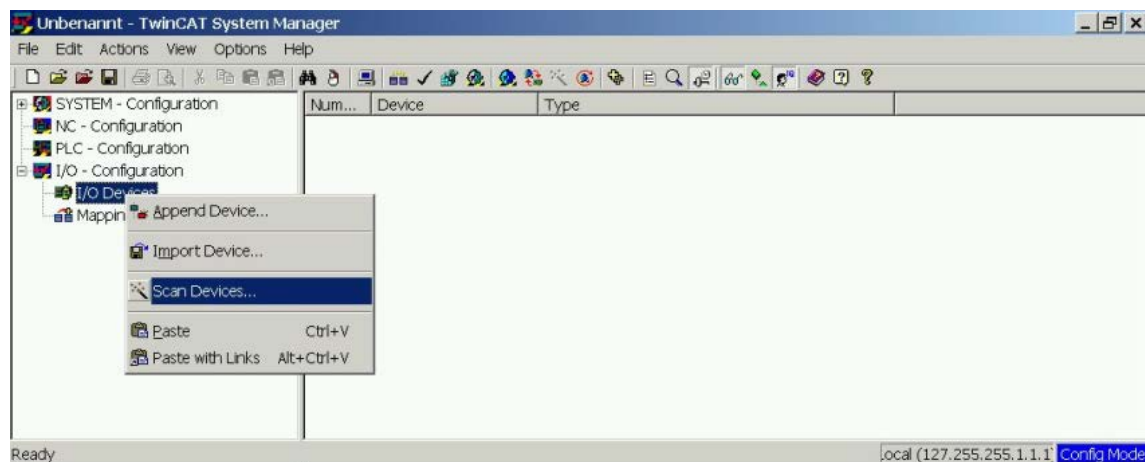 Unbenannt - TwinCAT System Manager
File Edit Actions View Options Help
SYSTEM - Configuration
NC - Configuration
PLC - Configuration
I/O - Configuration
I/O Devices
Mappin
Num... Device Type
Append Device...
Import Device...
Scan Devices...
Paste Ctrl+V
Paste with Links Alt+Ctrl+V
Ready
ocal (127.255.255.1.1.1) Config Mode